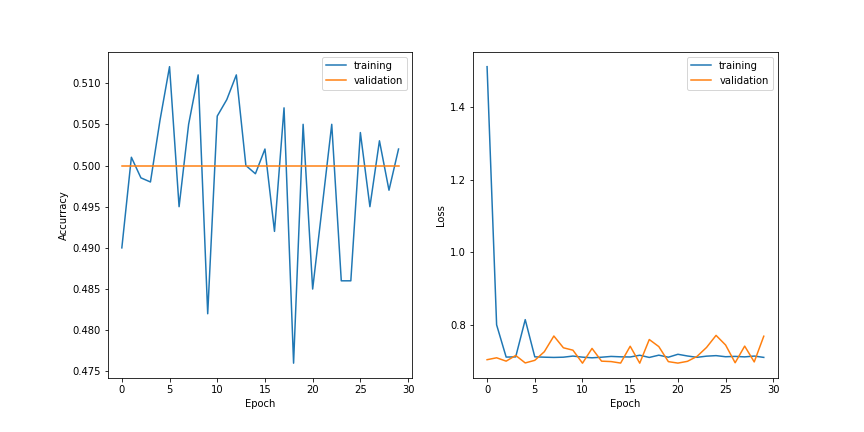 training
validation
0.510
0.505
0.500
0.495
0.490
0.485
0.480
0.475
Accurracy
0 5 10 15 20 25 30
Epoch
training
validation
1.4
1.2
1.0
0.8
Loss
0 5 10 15 20 25 30
Epoch